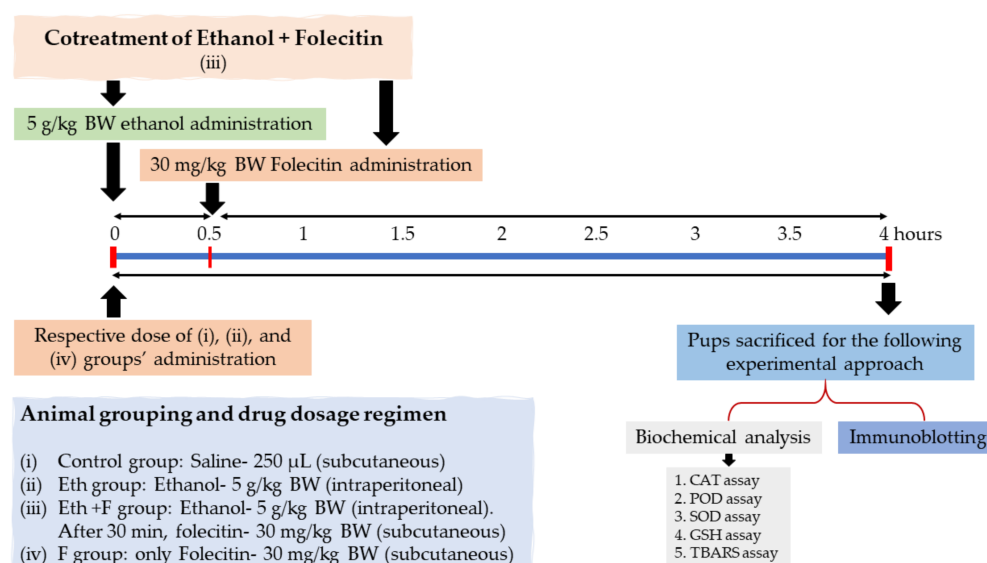 Cotreatment of Ethanol + Folecitin
(iii)
5 g/kg BW ethanol administration
30 mg/kg BW Folecitin administration
0 0.5 1 1.5 2 2.5 3 3.5 4 hours
Respective dose of (i), (ii), and
(iv) groups' administration
Pups sacrificed for the following
experimental approach
Animal grouping and drug dosage regimen
(i) Control group: Saline- 250 µL (subcutaneous)
(ii) Eth group: Ethanol- 5 g/kg BW (intraperitoneal)
(iii) Eth +F group: Ethanol- 5 g/kg BW (intraperitoneal).
After 30 min, folecitin- 30 mg/kg BW (subcutaneous)
(iv) F group: only Folecitin- 30 mg/kg BW (subcutaneous)
Biochemical analysis
Immunoblotting
1. CAT assay
2. POD assay
3. SOD assay
4. GSH assay
5. TBARS assay